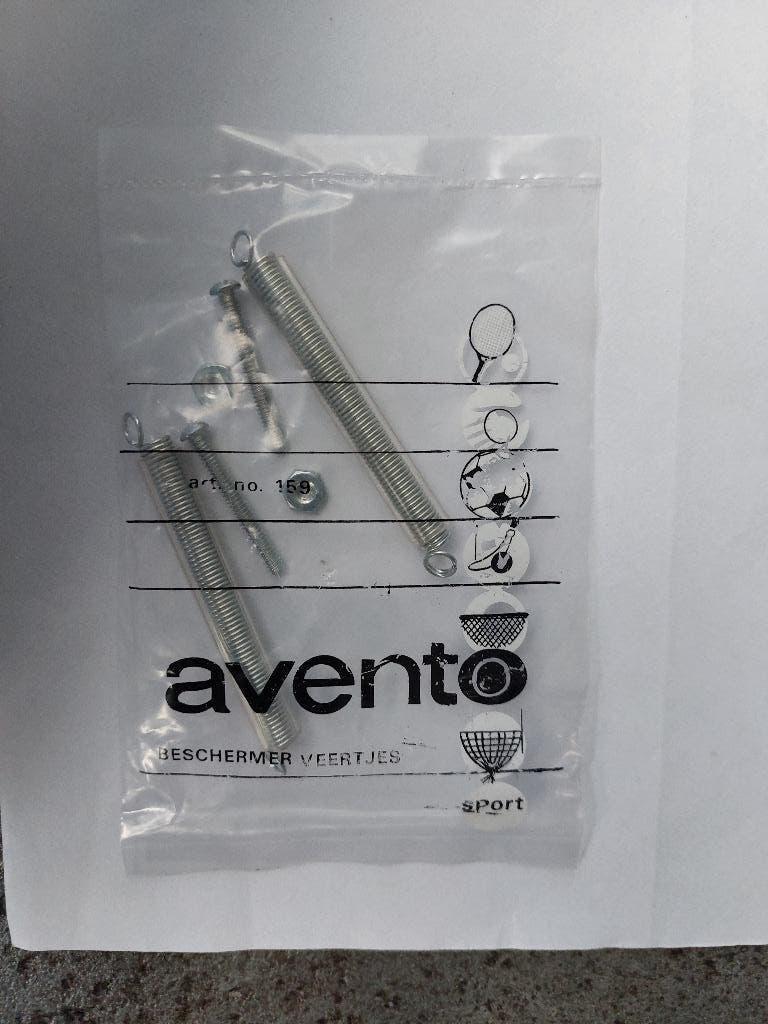 art. no. 159
avento
BESCHERMER VEERTJES
sport